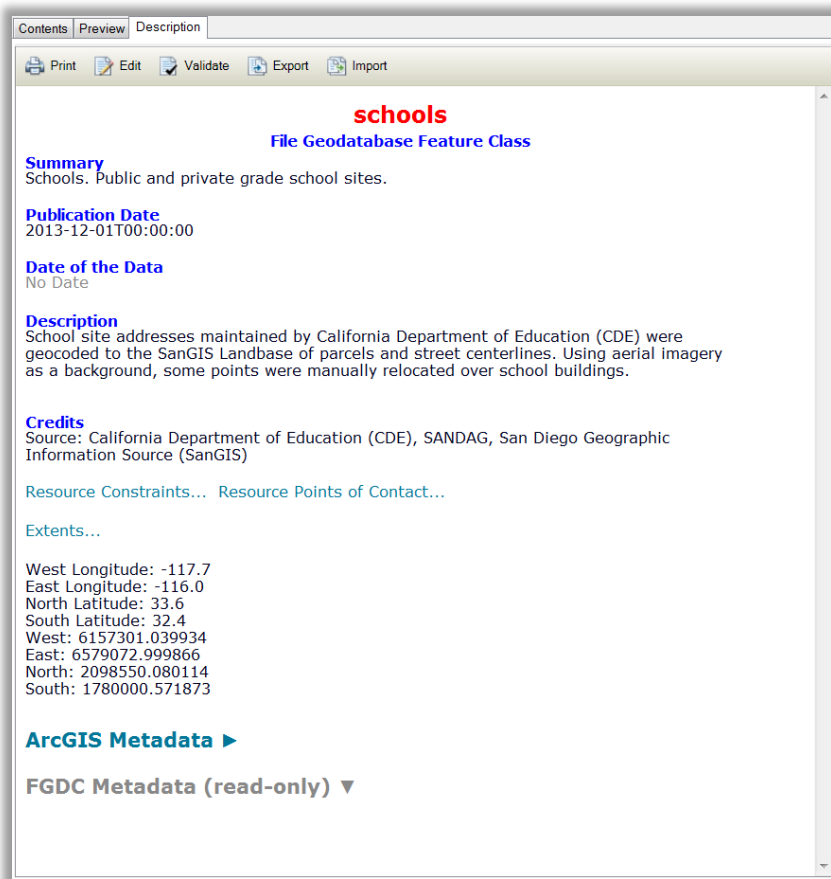 Contents Preview Description
Print Edit Validate Export Import
schools
File Geodatabase Feature Class
Summary
Schools. Public and private grade school sites.
Publication Date
2013-12-01T00:00:00
Date of the Data
No Date
Description
School site addresses maintained by California Department of Education (CDE) were
geocoded to the SanGIS Landbase of parcels and street centerlines. Using aerial imagery
as a background, some points were manually relocated over school buildings.
Credits
Source: California Department of Education (CDE), SANDAG, San Diego Geographic
Information Source (SanGIS)
Resource Constraints... Resource Points of Contact...
Extents...
West Longitude: -117.7
East Longitude: -116.0
North Latitude: 33.6
South Latitude: 32.4
West: 6157301.039934
East: 6579072.999866
North: 2098550.080114
South: 1780000.571873
ArcGIS Metadata ►
FGDC Metadata (read-only) ▼